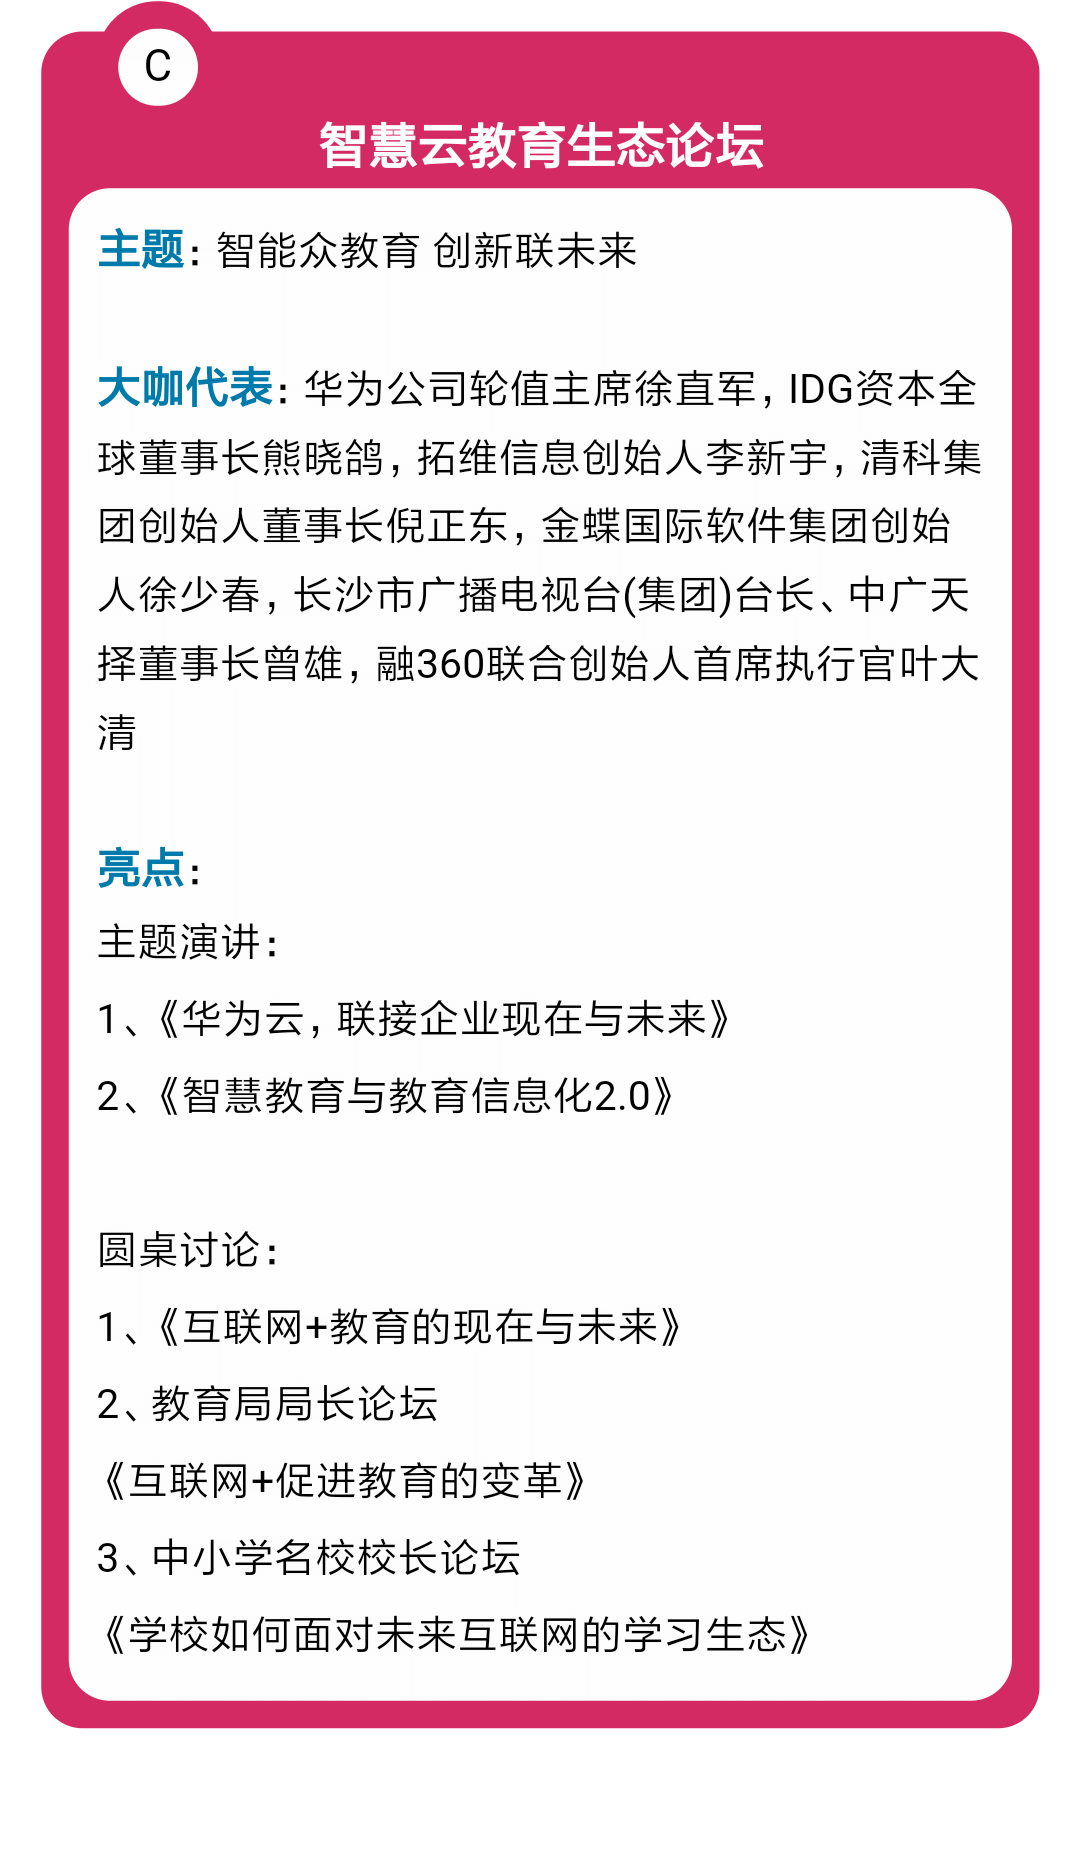 C
智慧云教育生态论坛
主题：智能众教育 创新联未来
大咖代表：华为公司轮值主席徐直军，IDG资本全
球董事长熊晓鸽，拓维信息创始人李新宇，清科集
团创始人董事长倪正东，金蝶国际软件集团创始
人徐少春，长沙市广播电视台(集团)台长、中广天
择董事长曾雄，融360联合创始人首席执行官叶大
清
亮点：
主题演讲：
1、《华为云，联接企业现在与未来》
2、《智慧教育与教育信息化2.0》
圆桌讨论：
1、《互联网+教育的现在与未来》
2、教育局局长论坛
《互联网+促进教育的变革》
3、中小学名校校长论坛
《学校如何面对未来互联网的学习生态》